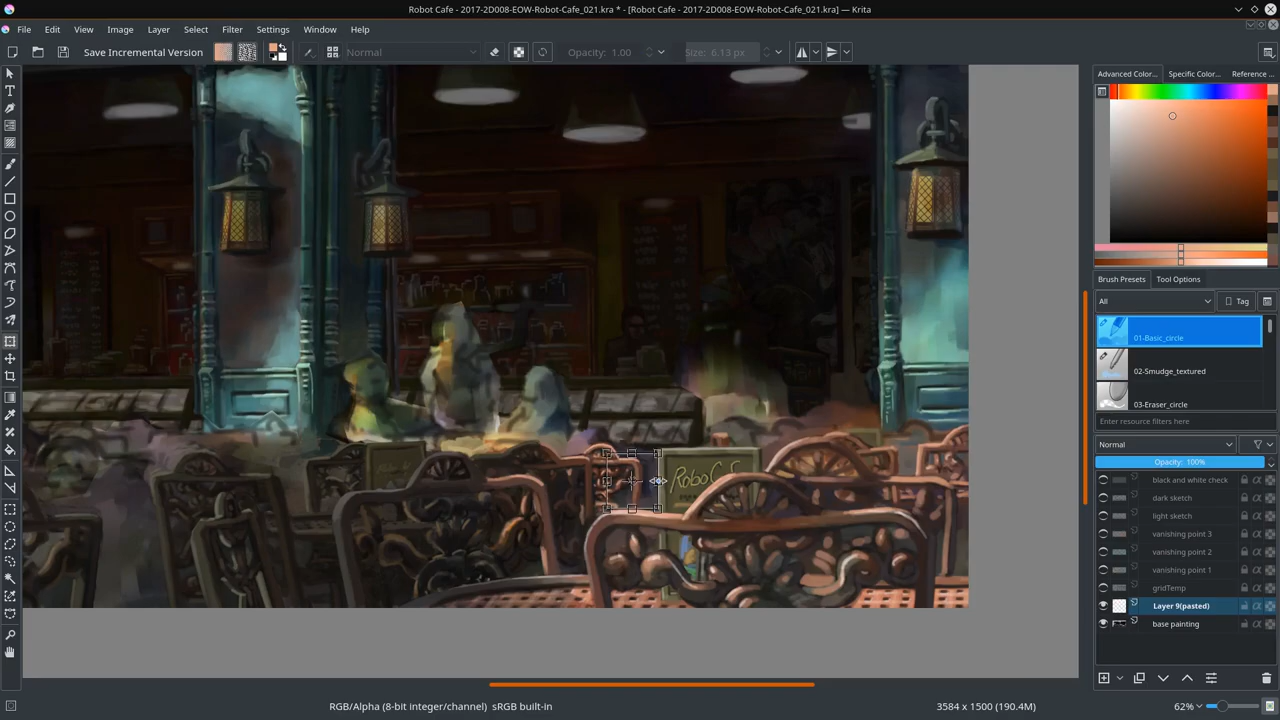 Robot Cafe - 2017-2D008-EOW-Robot-Cafe_021.kra * - [Robot Cafe - 2017-2D008-EOW-Robot-Cafe_021.kra] — Krita
File Edit View Image Layer Select Filter Settings Window Help
Save Incremental Version Normal Opacity: 1.00 Size: 6.13 px
Advanced Color... Specific Color... Reference ...
Brush Presets Tool Options
All Tag
01-Basic_circle
02-Smudge_textured
03-Eraser_circle
Enter resource filters here
Normal
Opacity: 100%
black and white check
dark sketch
light sketch
vanishing point 3
vanishing point 2
vanishing point 1
gridTemp
Layer 9(pasted)
base painting
RGB/Alpha (8-bit integer/channel) sRGB built-in 3584 x 1500 (190.4M) 62%